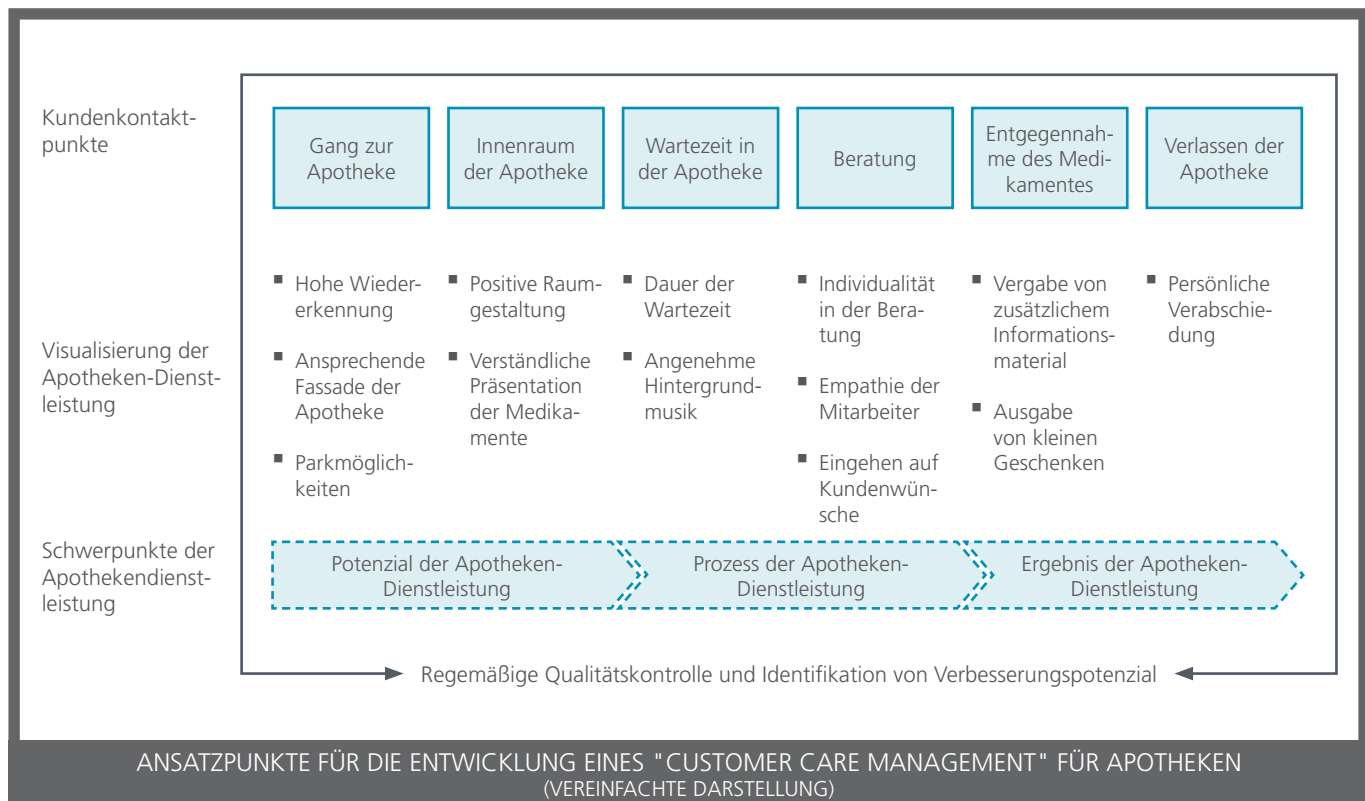 Kundenkontakt-
punkte
Gang zur
Apotheke
Innenraum
der Apotheke
Wartezeit in
der Apotheke
Beratung
Entgegennah-
me des Medi-
kamentes
Verlassen der
Apotheke
Visualisierung der
Apotheken-Dienst-
leistung
Hohe Wieder-
erkennung
Ansprechende
Fassade der
Apotheke
Parkmöglich-
keiten
Positive Raum-
gestaltung
Verständliche
Präsentation
der Medika-
mente
Dauer der
Wartezeit
Angenehme
Hintergrund-
musik
Individualität
in der Bera-
tung
Empathie der
Mitarbeiter
Eingehen auf
Kundenwün-
sche
Vergabe von
zusätzlichem
Informations-
material
Ausgabe
von kleinen
Geschenken
Persönliche
Verabschie-
dung
Schwerpunkte der
Apothekendienst-
leistung
Potenzial der Apotheken-
Dienstleistung
Prozess der Apotheken-
Dienstleistung
Ergebnis der Apotheken-
Dienstleistung
Regemäßige Qualitätskontrolle und Identifikation von Verbesserungspotenzial
ANSATZPUNKTE FÜR DIE ENTWICKLUNG EINES "CUSTOMER CARE MANAGEMENT" FÜR APOTHEKEN
(VEREINFACHTE DARSTELLUNG)